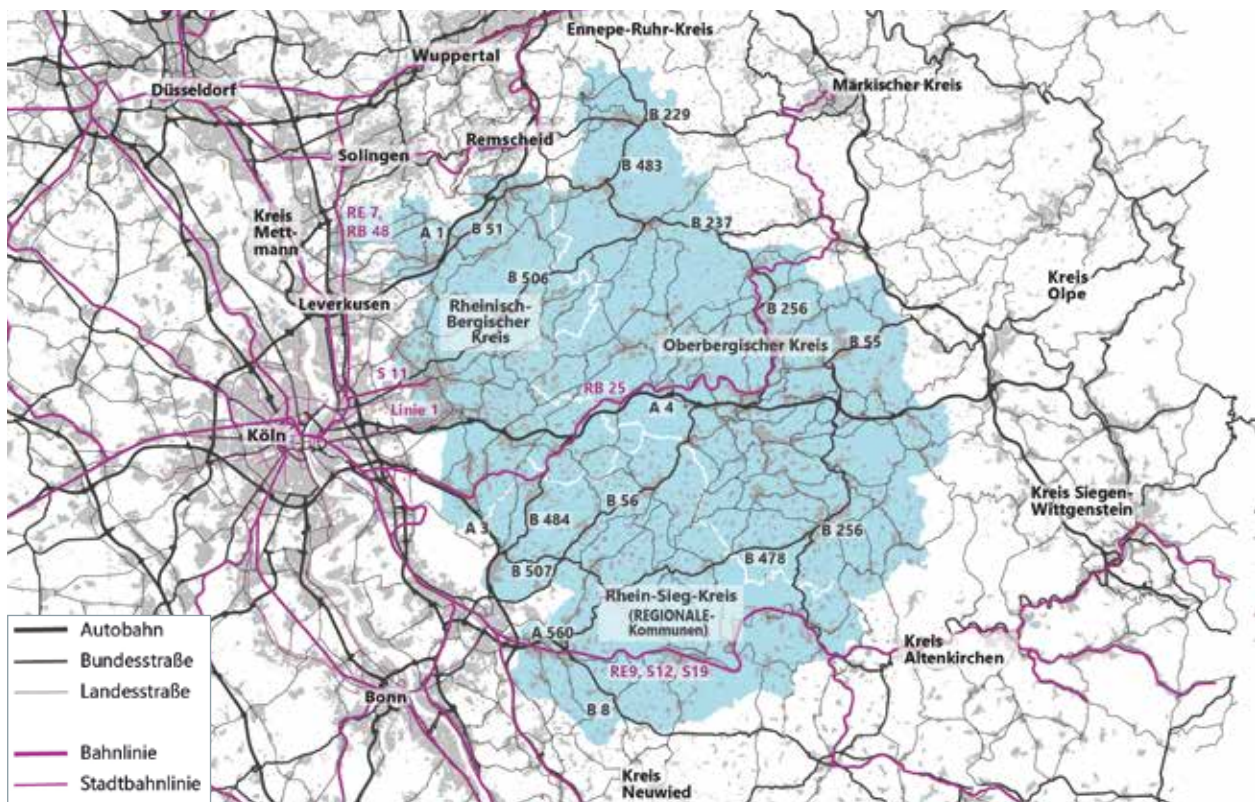 Ennepe-Ruhr-Kreis
Wuppertal
Düsseldorf
Märkischer Kreis
B 229
Remscheid
Solingen
B 483
RE 7,
RB 48
Kreis
Mett-
mann
A 1
B 51
B 237
B 506
Kreis
Olpe
Leverkusen
Rheinisch-
Bergischer
Kreis
B 256
Oberbergischer Kreis
B 55
S 11
RB 25
Linie 1
A 4
Köln
B 56
Kreis Siegen-
Wittgenstein
A 3
B 484
B 256
B 478
B 507
Rhein-Sieg-Kreis
(REGIONALE-
Kommunen)
A 560
Kreis
Altenkirchen
RE9, S12, S19
Bonn
B 8
Kreis
Neuwied
Autobahn
Bundesstraße
Landesstraße
Bahnlinie
Stadtbahnlinie